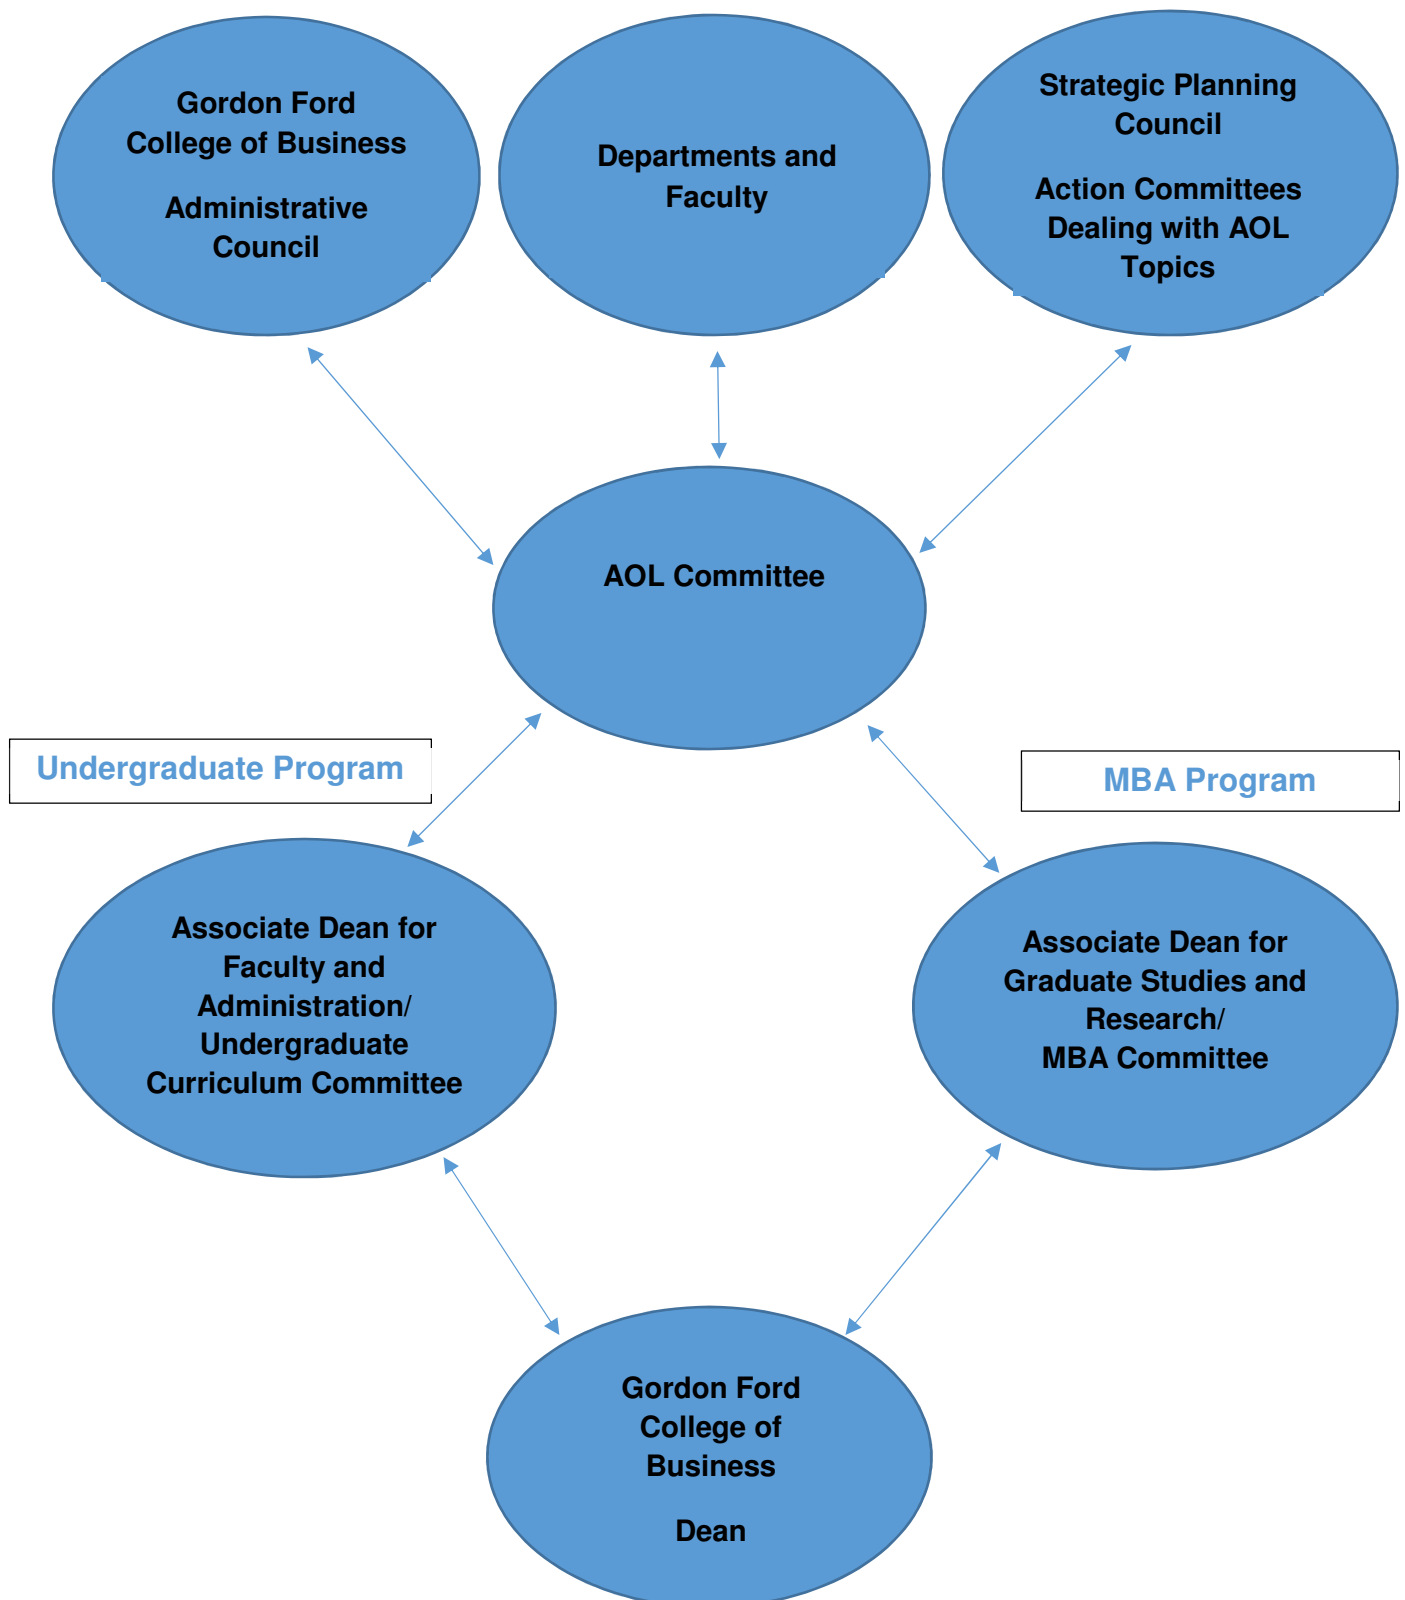 Gordon Ford
College of Business
Administrative
Council
Departments and
Faculty
Strategic Planning
Council
Action Committees
Dealing with AOL
Topics
AOL Committee
Undergraduate Program
MBA Program
Associate Dean for
Faculty and
Administration/
Undergraduate
Curriculum Committee
Associate Dean for
Graduate Studies and
Research/
MBA Committee
Gordon Ford
College of
Business
Dean